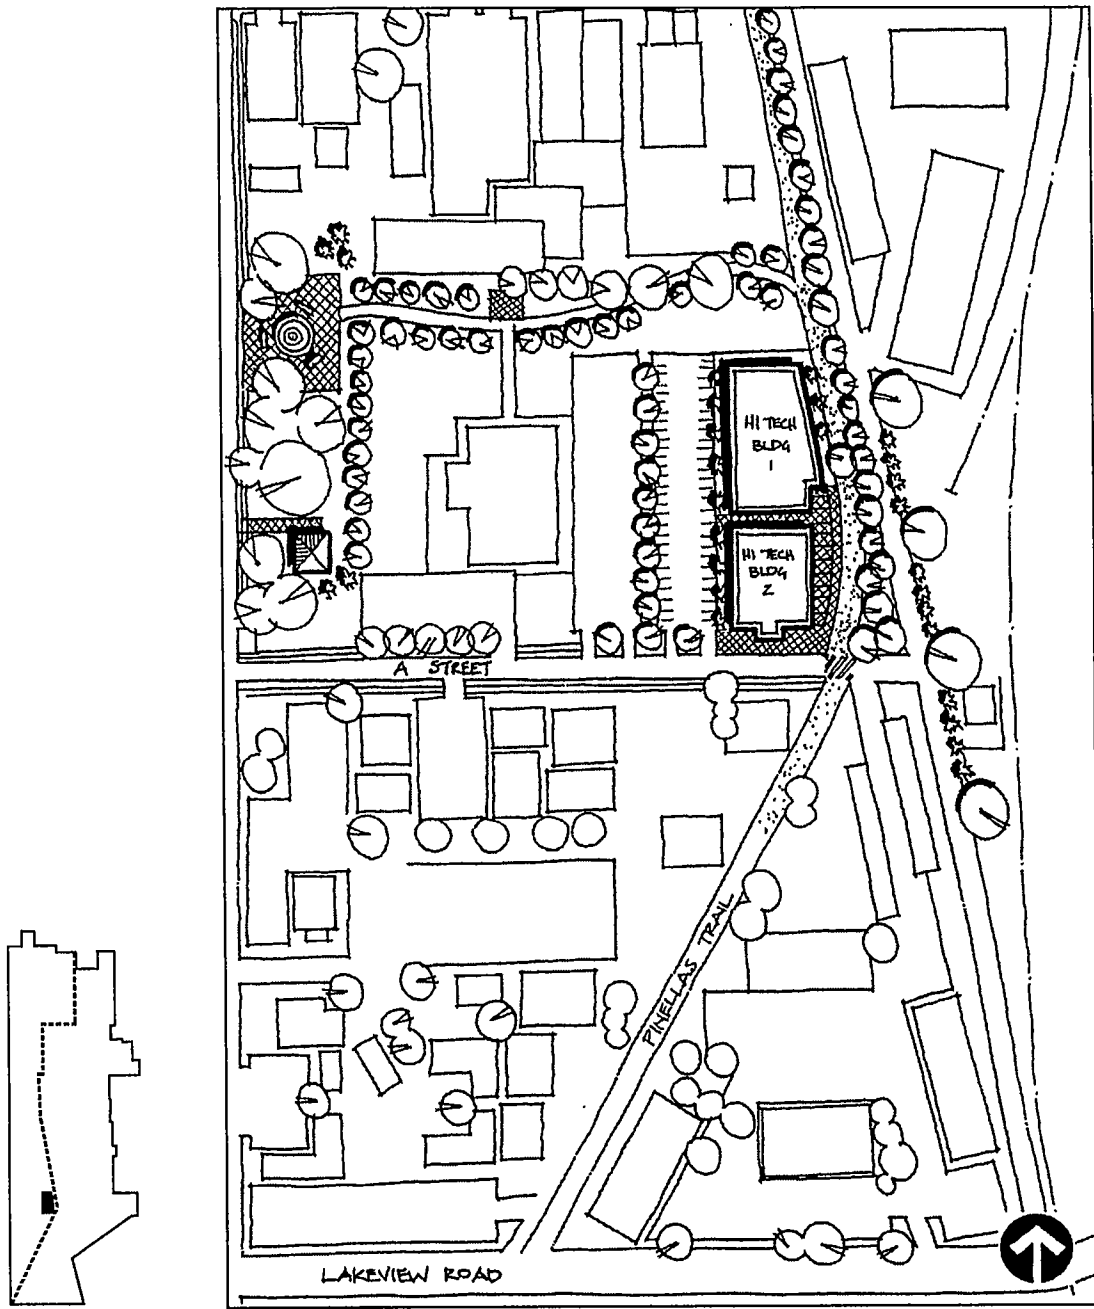 HI TECH
BLDG
1
HI TECH
BLDG
2
A STREET
PINELLAS TRAIL
LAKEVIEW ROAD